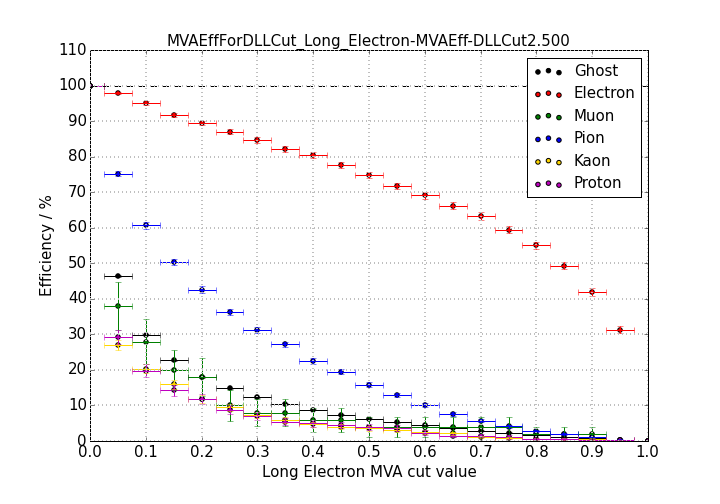 MVAEffForDLLCut_Long_Electron-MVAEff-DLLCut2.500
110
100
90
80
70
60
50
40
30
20
10
0
Efficiency / %
Ghost
Electron
Muon
Pion
Kaon
Proton
0.0 0.1 0.2 0.3 0.4 0.5 0.6 0.7 0.8 0.9 1.0
Long Electron MVA cut value